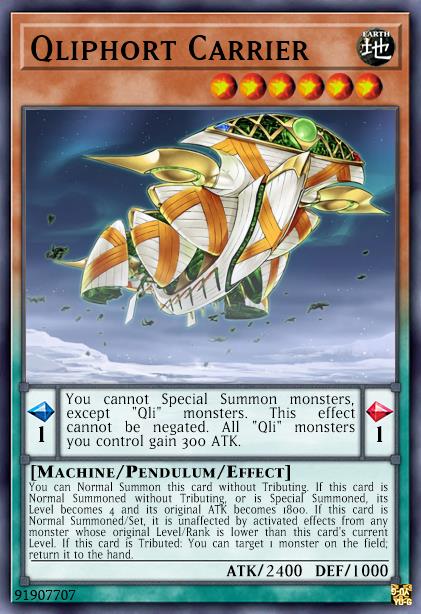 Qliphort Carrier
EARTH
地
You cannot Special Summon monsters,
except "Qli" monsters. This effect
cannot be negated. All "Qli" monsters
you control gain 300 ATK.
1
1
[Machine/Pendulum/Effect]
You can Normal Summon this card without Tributing. If this card is
Normal Summoned without Tributing, or is Special Summoned, its
Level becomes 4 and its original ATK becomes 1800. If this card is
Normal Summoned/Set, it is unaffected by activated effects from any
monster whose original Level/Rank is lower than this card's current
Level. If this card is Tributed: You can target 1 monster on the field;
return it to the hand.
ATK/2400 DEF/1000
91907707